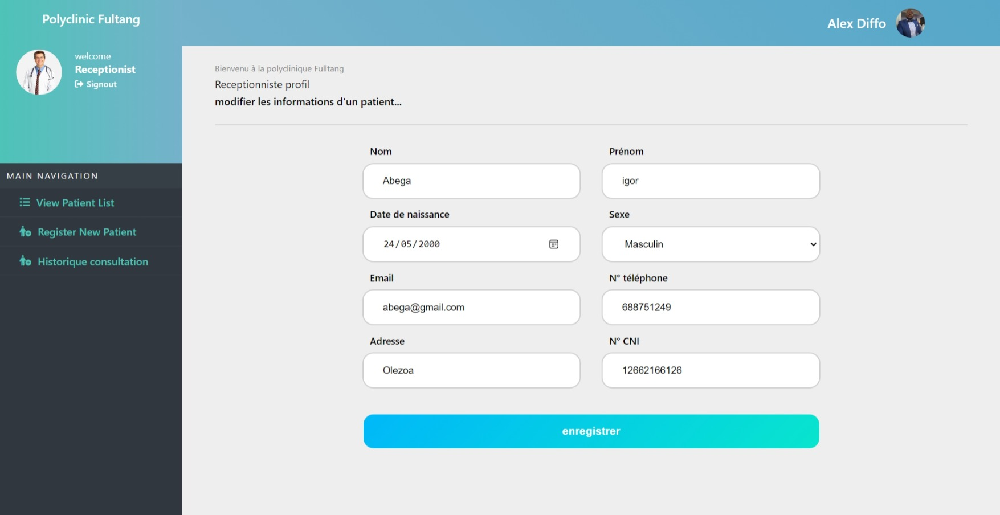 Polyclinic Fultang
Alex Diffo
welcome
Receptionist
Signout
MAIN NAVIGATION
View Patient List
Register New Patient
Historique consultation
Bienvenu à la polyclinique Fulltang
Receptionniste profil
modifier les informations d'un patient...
Nom
Abega
Prénom
igor
Date de naissance
24/05/2000
Sexe
Masculin
Email
abega@gmail.com
N° téléphone
688751249
Adresse
Olezoa
N° CNI
12662166126
enregistrer